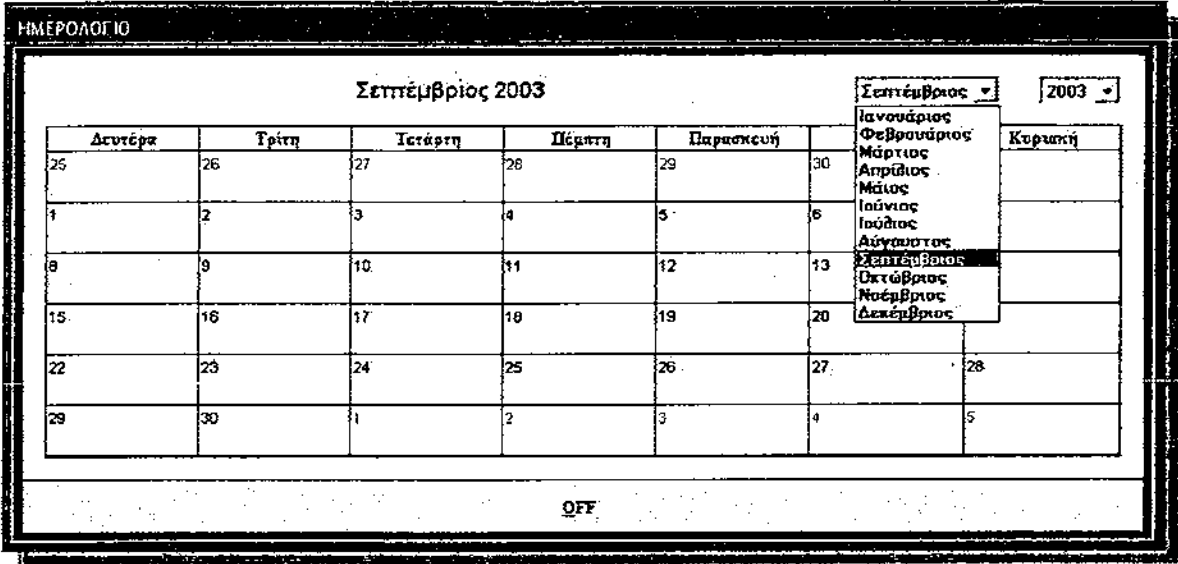 ΗΜΕΡΟΛΟΓΙΟ
Σεπτέμβριος 2003 Σεπτέμβριος 2003
Ιανουάριος
Δευτέρα Τρίτη Τετάρτη Πέμπτη Παρασκευή Φεβρουάριος Κυριακή
Μάρτιος
25 26 27 28 29 30 Απρίλιος
Μάιος
Ιούνιος
1 2 3 4 5 6 Ιούλιος
Αύγουστος
8 9 10 11 12 13 Σεπτέμβριος
Οκτώβριος
Νοέμβριος
15 16 17 18 19 20 Δεκέμβριος
22 23 24 25 26 27 28
29 30 1 2 3 4 5
OFF